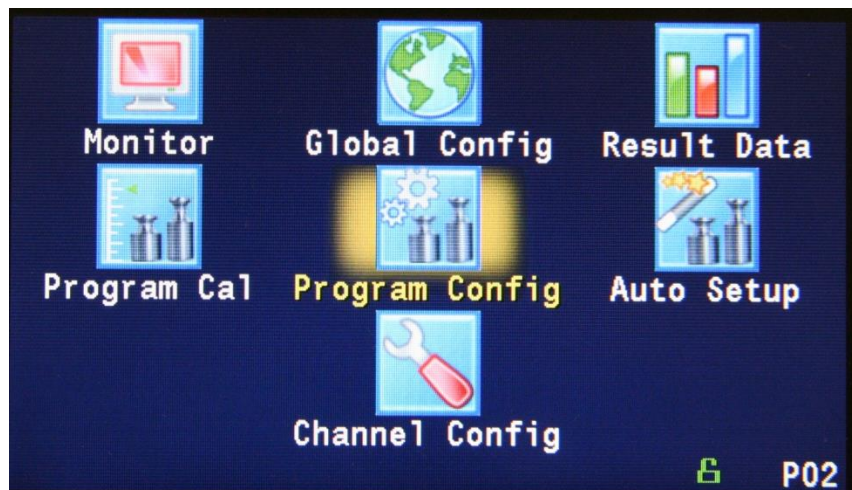 Monitor Global Config Result Data
Program Cal Program Config Auto Setup
Channel Config
P02